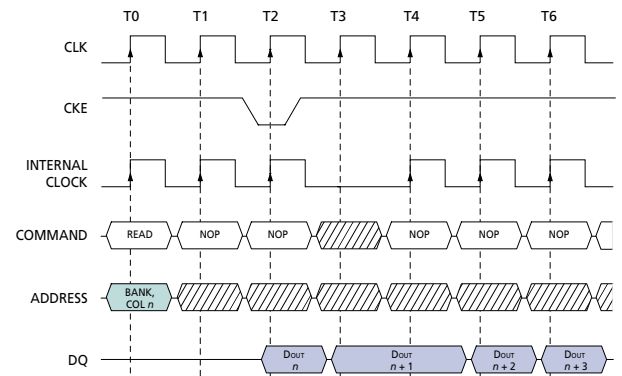 T0 T1 T2 T3 T4 T5 T6
CLK
CKE
INTERNAL
CLOCK
COMMAND READ NOP NOP NOP NOP NOP
ADDRESS BANK,
COL n
DQ DOUT DOUT DOUT DOUT
n n + 1 n + 2 n + 3